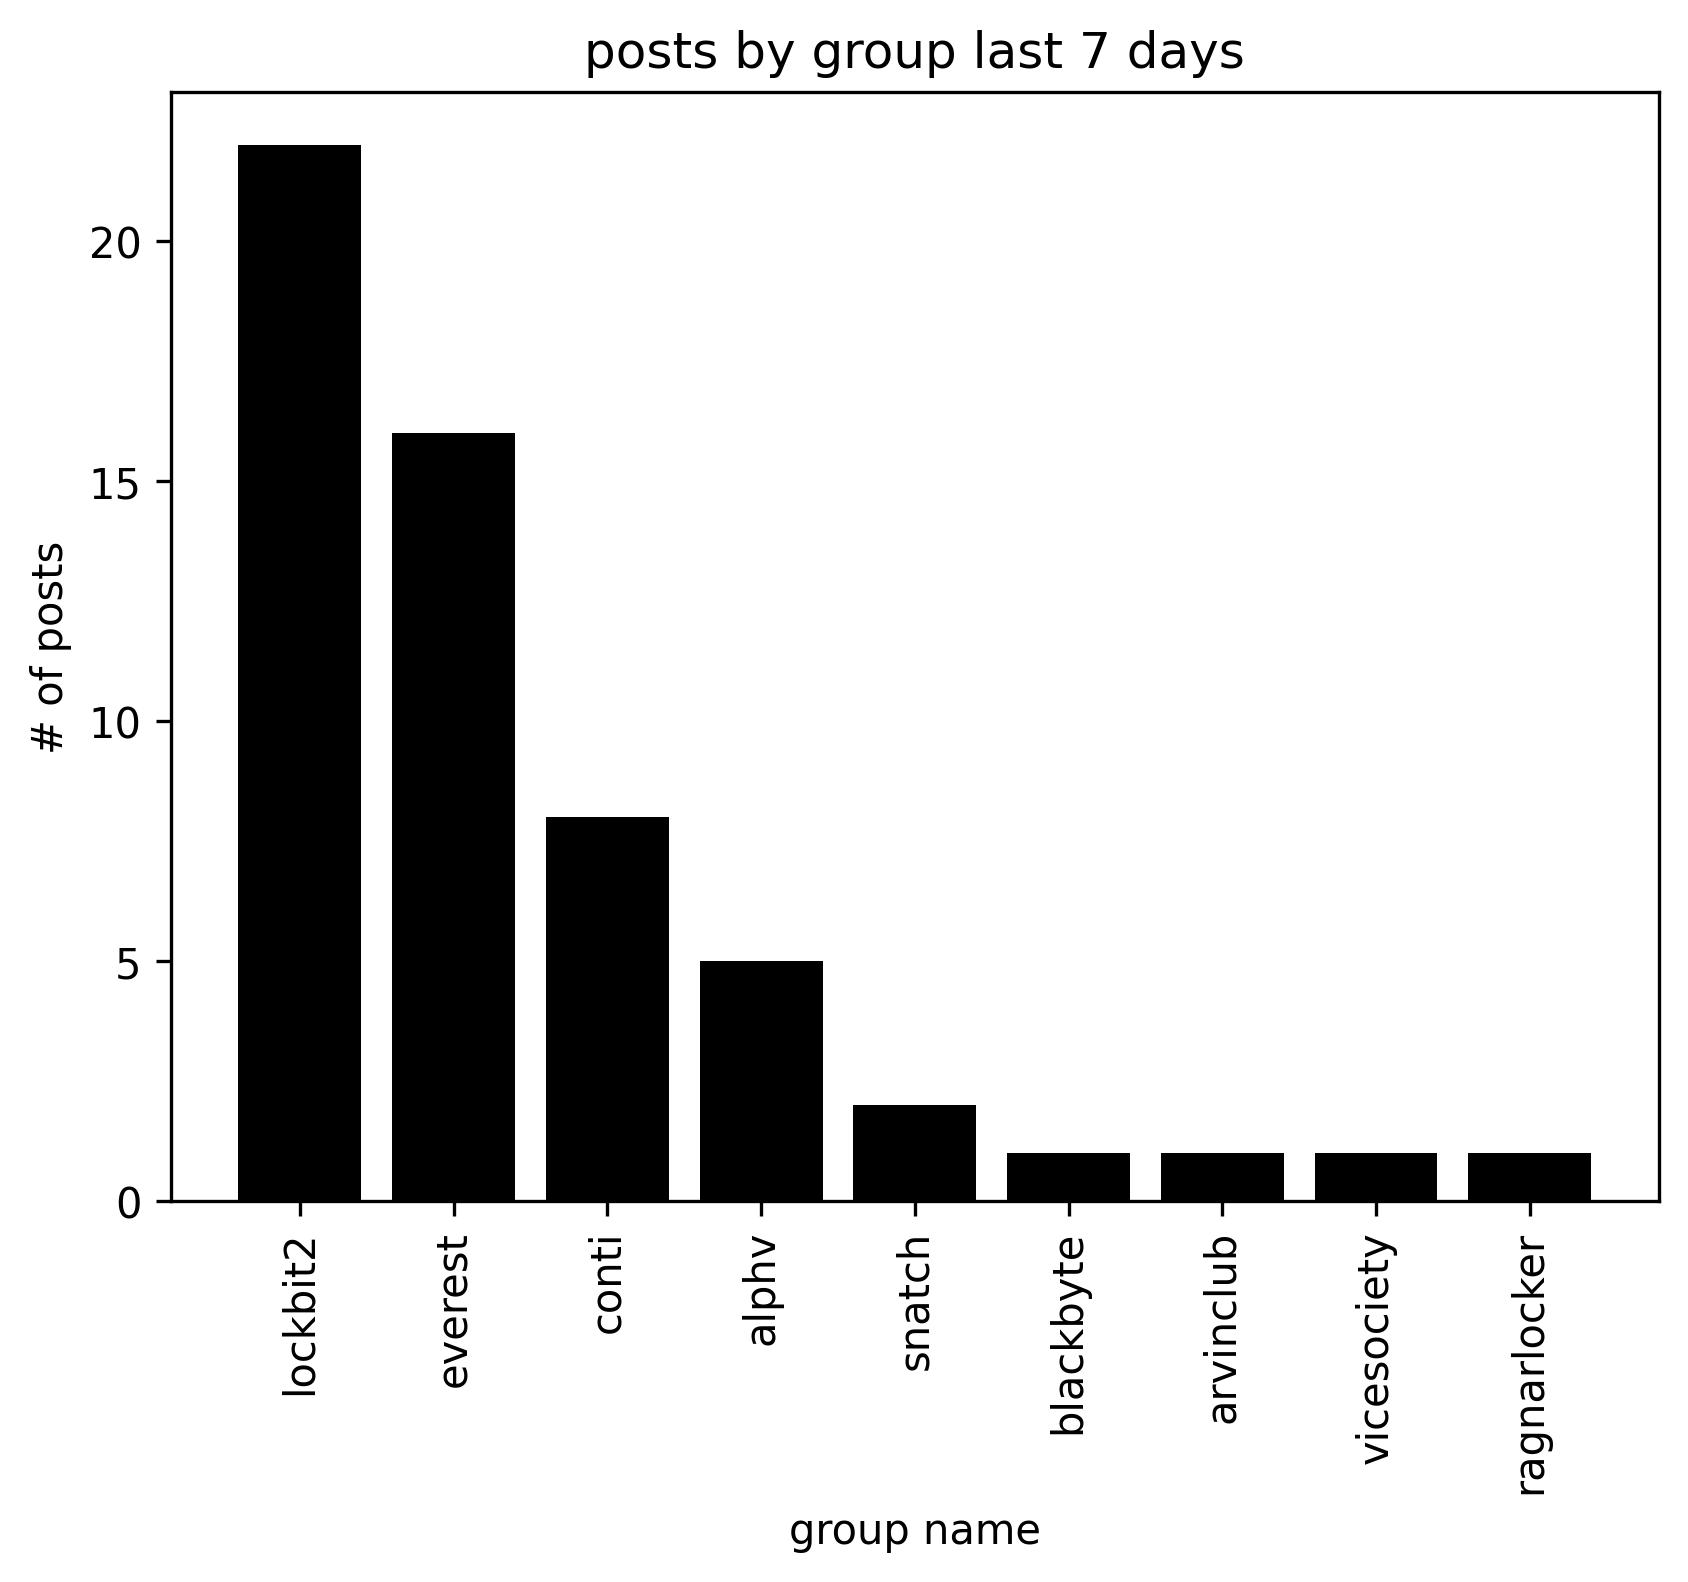 posts by group last 7 days
# of posts
20
15
10
5
0
lockbit2
everest
conti
alphv
snatch
blackbyte
arvinclub
vicesociety
ragnarlocker
group name